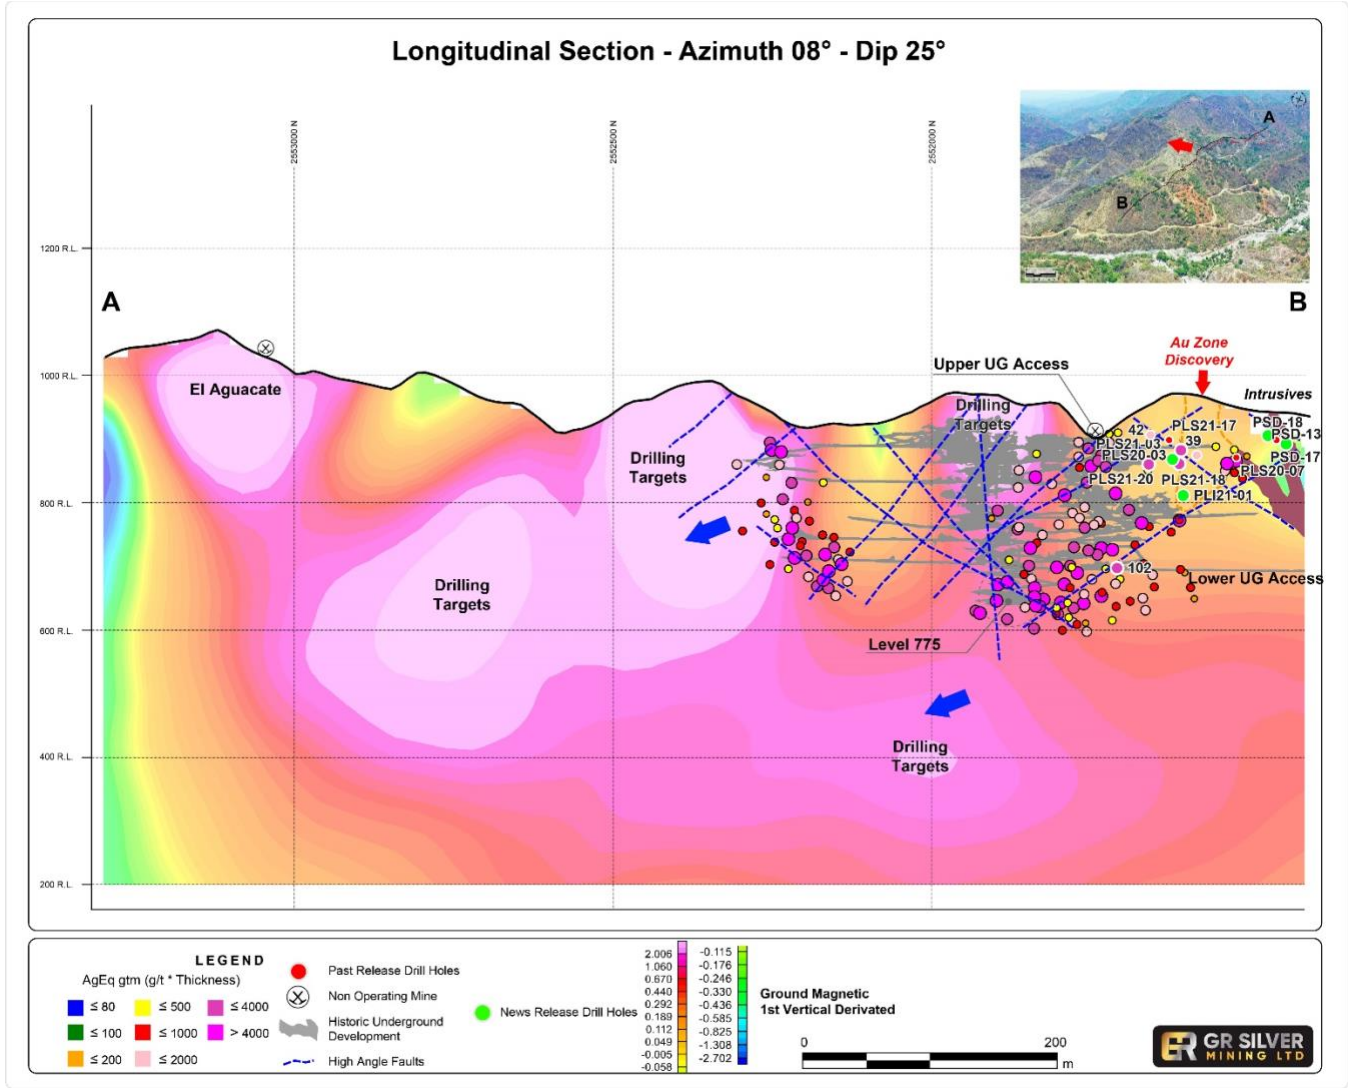 Longitudinal Section - Azimuth 08° - Dip 25°
2553000 N
2552500 N
2552000 N
A
B
1200 R.L.
A
B
Au Zone
Discovery
Upper UG Access
1000 R.L.
El Aguacate
Intrusives
Drilling
Targets
PSD-18
PLS21-17
42
PSD-13
PLS21-03
39
PLS20-03
PSD-17
Drilling
Targets
PLS20-07
PLS21-20
PLS21-18
PLI21-01
800 R.L.
102
Lower UG Access
Drilling
Targets
600 R.L.
Level 775
400 R.L.
Drilling
Targets
200 R.L.
LEGEND
AgEq gtm (g/t * Thickness)
≤ 80
≤ 500
≤ 4000
≤ 100
≤ 1000
> 4000
≤ 200
≤ 2000
Past Release Drill Holes
Non Operating Mine
Historic Underground
Development
High Angle Faults
News Release Drill Holes
2.006
1.060
0.670
0.440
0.292
0.189
0.112
0.049
-0.005
-0.058
-0.115
-0.176
-0.246
-0.330
-0.436
-0.585
-0.825
-1.308
-2.702
Ground Magnetic
1st Vertical Derivated
0 200
m
GR SILVER
MINING LTD